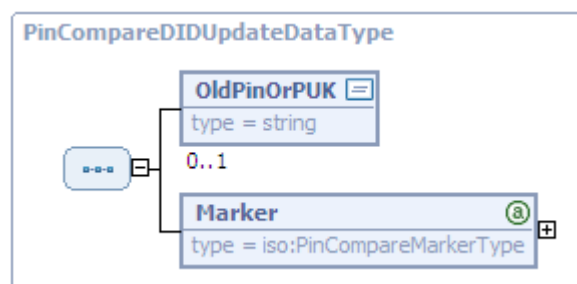 PinCompareDIDUpdateDataType
OldPinOrPUK
type = string
0..1
Marker
a
type = iso:PinCompareMarkerType